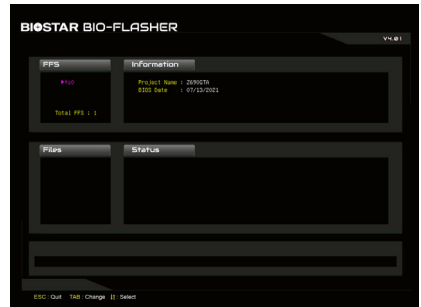 BIOSTAR BIO-FLASHER
V4.01
FFS
Information
Project Name : Z690GTA
BIOS Date : 07/13/2021
Total FFS : 1
Files
Status
ESC : Quit TAB : Change : Select